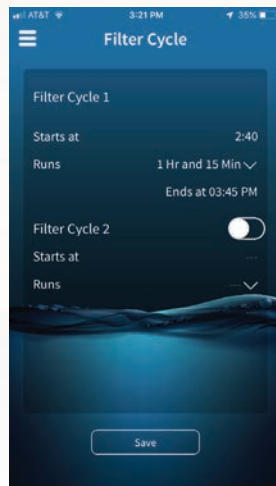 AT&T 3:21 PM 35%
Filter Cycle
Filter Cycle 1
Starts at 2:40
Runs 1 Hr and 15 Min
Ends at 03:45 PM
Filter Cycle 2
Starts at ---
Runs ---
Save